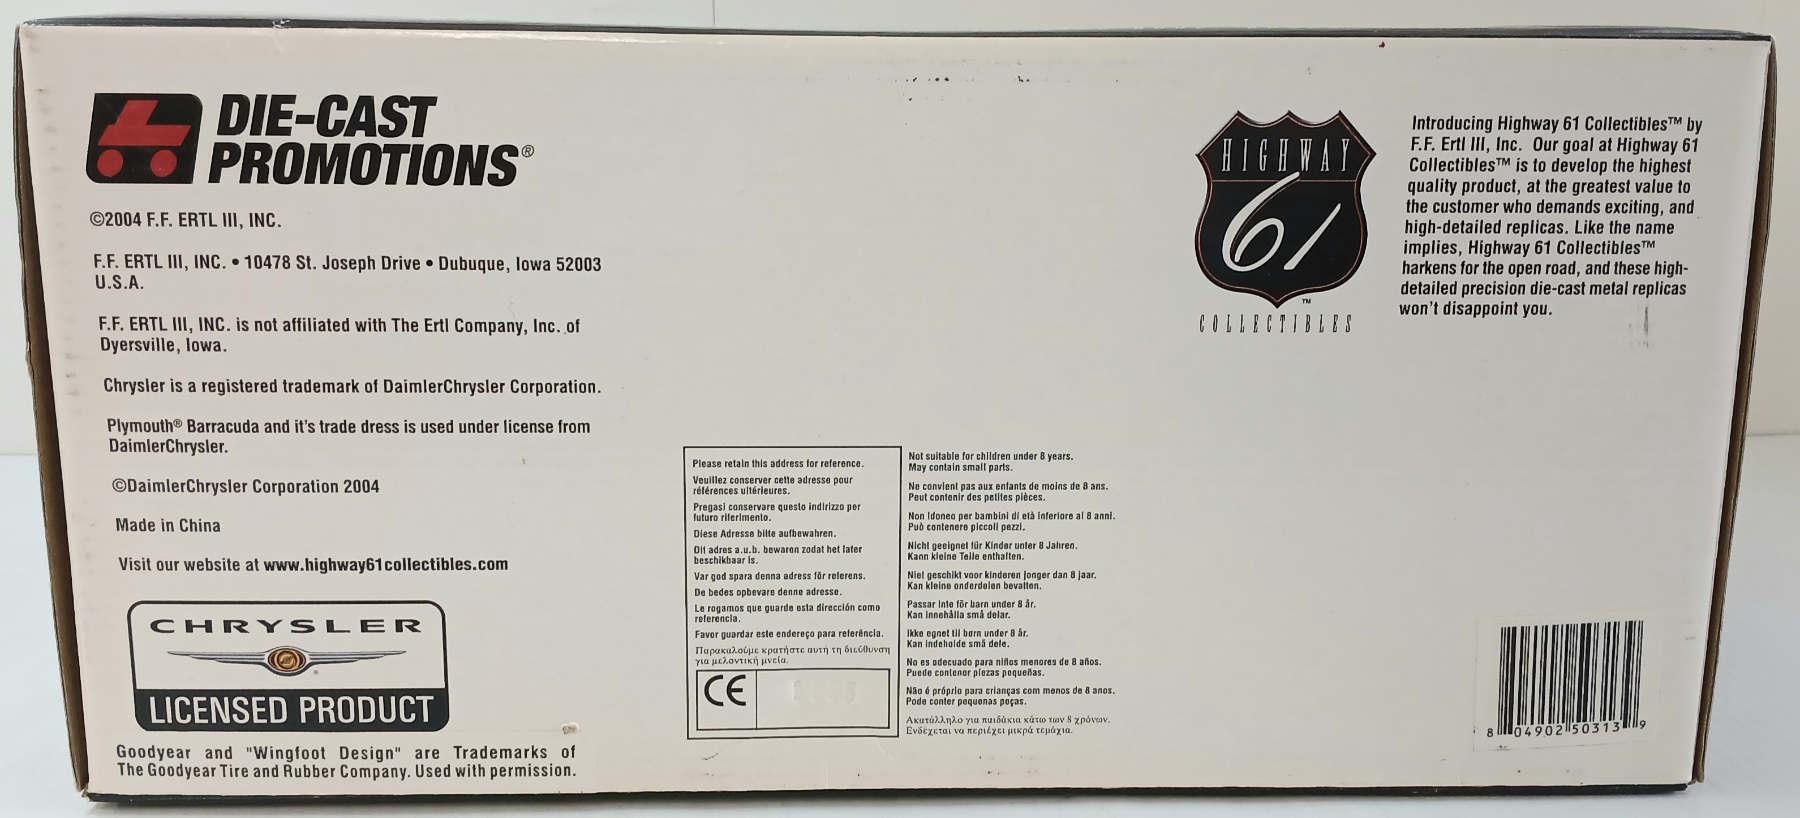 DIE-CAST
PROMOTIONS®
©2004 F.F. ERTL III, INC.
F.F. ERTL III, INC. • 10478 St. Joseph Drive • Dubuque, Iowa 52003
U.S.A.
F.F. ERTL III, INC. is not affiliated with The Ertl Company, Inc. of
Dyersville, Iowa.
Chrysler is a registered trademark of DaimlerChrysler Corporation.
Plymouth® Barracuda and it's trade dress is used under license from
DaimlerChrysler.
©DaimlerChrysler Corporation 2004
Made in China
Visit our website at www.highway61collectibles.com
CHRYSLER
LICENSED PRODUCT
Goodyear and "Wingfoot Design" are Trademarks of
The Goodyear Tire and Rubber Company. Used with permission.
Please retain this address for reference.
Veuillez conserver cette adresse pour
références ultérieures.
Pregasi conservare questo indirizzo per
futuro riferimento.
Diese Adresse bitte aufbewahren.
Dit adres a.u.b. bewaren zodat het later
beschikbaar is.
Var god spara denna adress för referens.
De bedes opbevare denne adresse.
Le rogamos que guarde esta dirección como
referencia.
Favor guardar este endereço para referência.
Παρακαλούμε κρατήστε αυτή τη διεύθυνση
για μελοντική μνεία.
CE
Not suitable for children under 8 years.
May contain small parts.
Ne convient pas aux enfants de moins de 8 ans.
Peut contenir des petites pièces.
Non idoneo per bambini di età inferiore ai 8 anni.
Può contenere piccoli pezzi.
Nicht geeignet für Kinder unter 8 Jahren.
Kann kleine Teile enthalten.
Niet geschikt voor kinderen jonger dan 8 jaar.
Kan kleine onderdelen bevatten.
Passar inte för barn under 8 år.
Kan innehålla små delar.
Ikke egnet til børn under 8 år.
Kan indeholde små dele.
No es adecuado para niños menores de 8 años.
Puede contener piezas pequeñas.
Não é próprio para crianças com menos de 8 anos.
Pode conter pequenas peças.
Ακατάλληλο για παιδάκια κάτω των 8 χρόνων.
Ενδέχεται να περιέχει μικρά τεμάχια.
HIGHWAY
61
TM
COLLECTIBLES
Introducing Highway 61 Collectibles™ by
F.F. Ertl III, Inc. Our goal at Highway 61
Collectibles™ is to develop the highest
quality product, at the greatest value to
the customer who demands exciting, and
high-detailed replicas. Like the name
implies, Highway 61 Collectibles™
harkens for the open road, and these high-
detailed precision die-cast metal replicas
won't disappoint you.
8 04902 50313 9